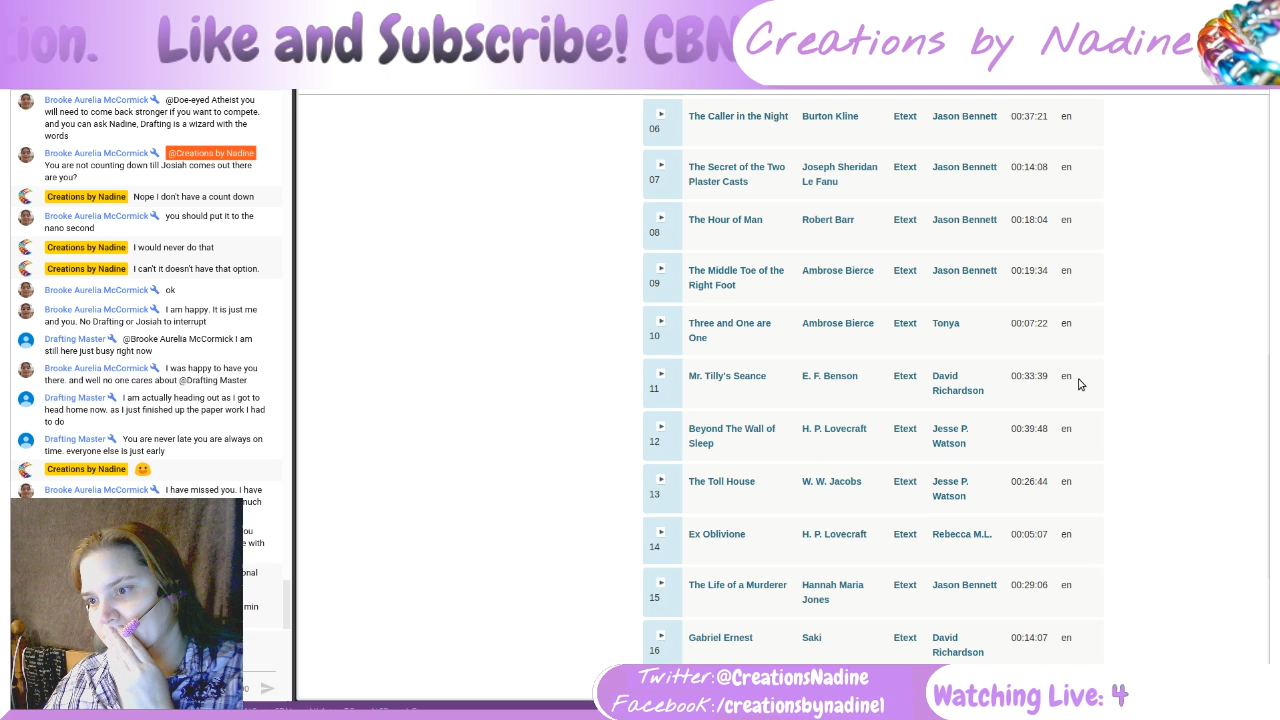 ion. Like and Subscribe! CBN
Creations by Nadine
Brooke Aurelia McCormick @Doe-eyed Atheist you
will need to come back stronger if you want to compete.
and you can ask Nadine, Drafting is a wizard with the
words
Brooke Aurelia McCormick @Creations by Nadine
You are not counting down till Josiah comes out there
are you?
Creations by Nadine Nope I don't have a count down
Brooke Aurelia McCormick you should put it to the
nano second
Creations by Nadine I would never do that
Creations by Nadine I can't it doesn't have that option.
Brooke Aurelia McCormick ok
Brooke Aurelia McCormick I am happy. It is just me
and you. No Drafting or Josiah to interrupt
Drafting Master @Brooke Aurelia McCormick I am
still here just busy right now
Brooke Aurelia McCormick I was happy to have you
there. and well no one cares about @Drafting Master
Drafting Master I am actually heading out as I got to
head home now. as I just finished up the paper work I had
to do
Drafting Master You are never late you are always on
time. everyone else is just early
Creations by Nadine
Brooke Aurelia McCormick I have missed you. I have
much
ou
e with
onal
min
00
06 The Caller in the Night Burton Kline Etext Jason Bennett 00:37:21 en
07 The Secret of the Two Joseph Sheridan Etext Jason Bennett 00:14:08 en
Plaster Casts Le Fanu
08 The Hour of Man Robert Barr Etext Jason Bennett 00:18:04 en
09 The Middle Toe of the Ambrose Bierce Etext Jason Bennett 00:19:34 en
Right Foot
10 Three and One are Ambrose Bierce Etext Tonya 00:07:22 en
One
11 Mr. Tilly's Seance E. F. Benson Etext David 00:33:39 en
Richardson
12 Beyond The Wall of H. P. Lovecraft Etext Jesse P. 00:39:48 en
Sleep Watson
13 The Toll House W. W. Jacobs Etext Jesse P. 00:26:44 en
Watson
14 Ex Oblivione H. P. Lovecraft Etext Rebecca M.L. 00:05:07 en
15 The Life of a Murderer Hannah Maria Etext Jason Bennett 00:29:06 en
Jones
16 Gabriel Ernest Saki Etext David 00:14:07 en
Richardson
Twitter:@CreationsNadine
Facebook:/creationsbynadine1
Watching Live: 4